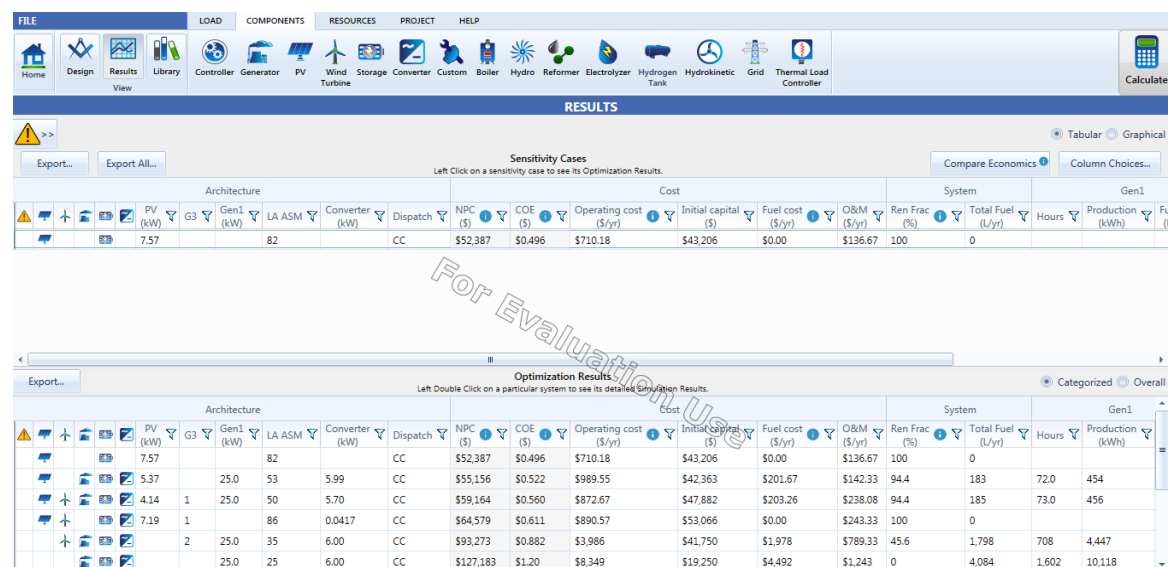 FILE LOAD COMPONENTS RESOURCES PROJECT HELP
Home Design Results Library Controller Generator PV Wind Turbine Storage Converter Custom Boiler Hydro Reformer Electrolyzer Hydrogen Tank Hydrokinetic Grid Thermal Load Controller Calculate
View
RESULTS
>> Tabular Graphical
Export... Export All... Sensitivity Cases Compare Economics Column Choices...
Left Click on a sensitivity case to see its Optimization Results.
Architecture Cost System Gen1
PV (kW) G3 Gen1 (kW) LA ASM Converter (kW) Dispatch NPC ($) COE ($) Operating cost ($/yr) Initial capital ($) Fuel cost ($/yr) O&M ($/yr) Ren Frac (%) Total Fuel (L/yr) Hours Production (kWh)
7.57 82 CC $52,387 $0.496 $710.18 $43,206 $0.00 $136.67 100 0
For Evaluation Use
Export... Optimization Results Categorized Overall
Left Double Click on a particular system to see its detailed Simulation Results.
Architecture Cost System Gen1
PV (kW) G3 Gen1 (kW) LA ASM Converter (kW) Dispatch NPC ($) COE ($) Operating cost ($/yr) Initial capital ($) Fuel cost ($/yr) O&M ($/yr) Ren Frac (%) Total Fuel (L/yr) Hours Production (kWh)
7.57 82 CC $52,387 $0.496 $710.18 $43,206 $0.00 $136.67 100 0
5.37 25.0 53 5.99 CC $55,156 $0.522 $989.55 $42,363 $201.67 $142.33 94.4 183 72.0 454
4.14 1 25.0 50 5.70 CC $59,164 $0.560 $872.67 $47,882 $203.26 $238.08 94.4 185 73.0 456
7.19 1 86 0.0417 CC $64,579 $0.611 $890.57 $53,066 $0.00 $243.33 100 0
2 25.0 35 6.00 CC $93,273 $0.882 $3,986 $41,750 $1,978 $789.33 45.6 1,798 708 4,447
25.0 25 6.00 CC $127,183 $1.20 $8,349 $19,250 $4,492 $1,243 0 4,084 1,602 10,118